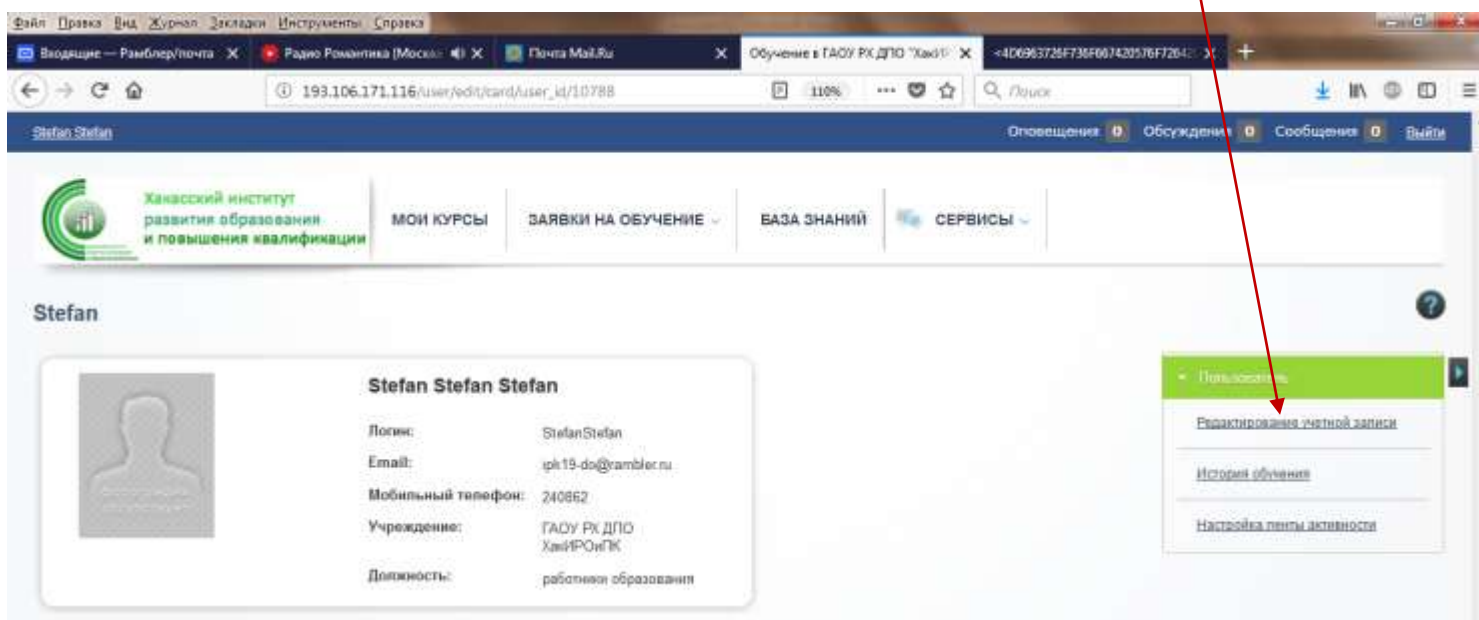 Файл Правка Вид Журнал Закладки Инструменты Справка
Входящие — Рамблер/почта Радио Романтика (Москва Почта Mail.Ru Обучение в ГАОУ РХ ДПО "ХакИ
193.106.171.116/user/edit/card/user_id/10788 110% Поиск
Stefan Stefan Оповещения 0 Обсуждения 0 Сообщения 0 Выйти
Хакасский институт
развития образования
и повышения квалификации
МОИ КУРСЫ ЗАЯВКИ НА ОБУЧЕНИЕ БАЗА ЗНАНИЙ СЕРВИСЫ
Stefan
Stefan Stefan Stefan
Логин: StefanStefan
Email: ipk19-do@rambler.ru
Мобильный телефон: 240862
Учреждение: ГАОУ РХ ДПО
ХакИРОиПК
Должность: работники образования
Пользователь
Редактирование учетной записи
История обучения
Настройка ленты активности